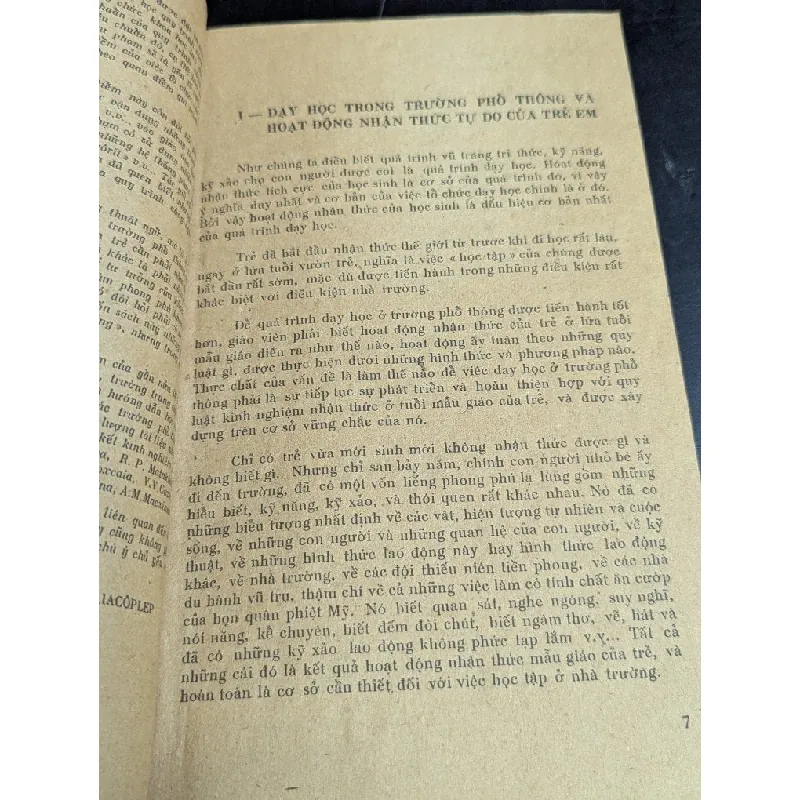 I — DẠY HỌC TRONG TRƯỜNG PHỔ THÔNG VÀ
HOẠT ĐỘNG NHẬN THỨC TỰ DO CỦA TRẺ EM
Như chúng ta điều biết quá trình vũ trang tri thức, kỹ năng,
kỹ xảo cho con người được coi là quá trình dạy học. Hoạt động
nhận thức tích cực của học sinh là cơ sở của quá trình đó, vì vậy
ý nghĩa duy nhất và cơ bản của việc tổ chức dạy học chính là ở đó.
Bởi vậy hoạt động nhận thức của học sinh là dấu hiệu cơ bản nhất
của quá trình dạy học.
Trẻ đã bắt đầu nhận thức thế giới từ trước khi đi học rất lâu,
ngay ở lứa tuổi vườn trẻ, nghĩa là việc « học tập » của chúng được
bắt đầu rất sớm, mặc dù được tiến hành trong những điều kiện rất
khác biệt với điều kiện nhà trường.
Để quá trình dạy học ở trường phổ thông được tiến hành tốt
hơn, giáo viên phải biết hoạt động nhận thức của trẻ ở lứa tuổi
mẫu giáo diễn ra như thế nào, hoạt động ấy tuân theo những quy
luật gì, được thực hiện dưới những hình thức và phương pháp nào.
Thực chất của vấn đề là làm thế nào để việc dạy học ở trường phổ
thông phải là sự tiếp tục sự phát triển và hoàn thiện hợp với quy
luật kinh nghiệm nhận thức ở tuổi mẫu giáo của trẻ, và được xây
dựng trên cơ sở vững chắc của nó.
Chỉ có trẻ vừa mới sinh mới không nhận thức được gì và
không biết gì. Nhưng chỉ sau bảy năm, chính con người nhỏ bé ấy
đi đến trường, đã có một vốn liếng phong phú lạ lùng gồm những
hiểu biết, kỹ năng, kỹ xảo, và thói quen rất khác nhau. Nó đã có
những biểu tượng nhất định về các vật, hiện tượng tự nhiên và cuộc
sống, về những con người và những quan hệ của con người, về kỹ
thuật, về những hình thức lao động này hay hình thức lao động
khác, về nhà trường, về các đội thiếu niên tiền phong, về các nhà
du hành vũ trụ, thậm chí về cả những việc làm có tính chất ăn cướp
của bọn quân phiệt Mỹ. Nó biết quan sát, nghe ngóng, suy nghĩ,
nói năng, kể chuyện, biết đếm đôi chút, biết ngâm thơ, vẽ, hát và
đã có những kỹ xảo lao động không phức tạp lắm v.v... Tất cả
những cái đó là kết quả hoạt động nhận thức mẫu giáo của trẻ, và
hoàn toàn là cơ sở cần thiết đối với việc học tập ở nhà trường.
7
IACÔPLEP